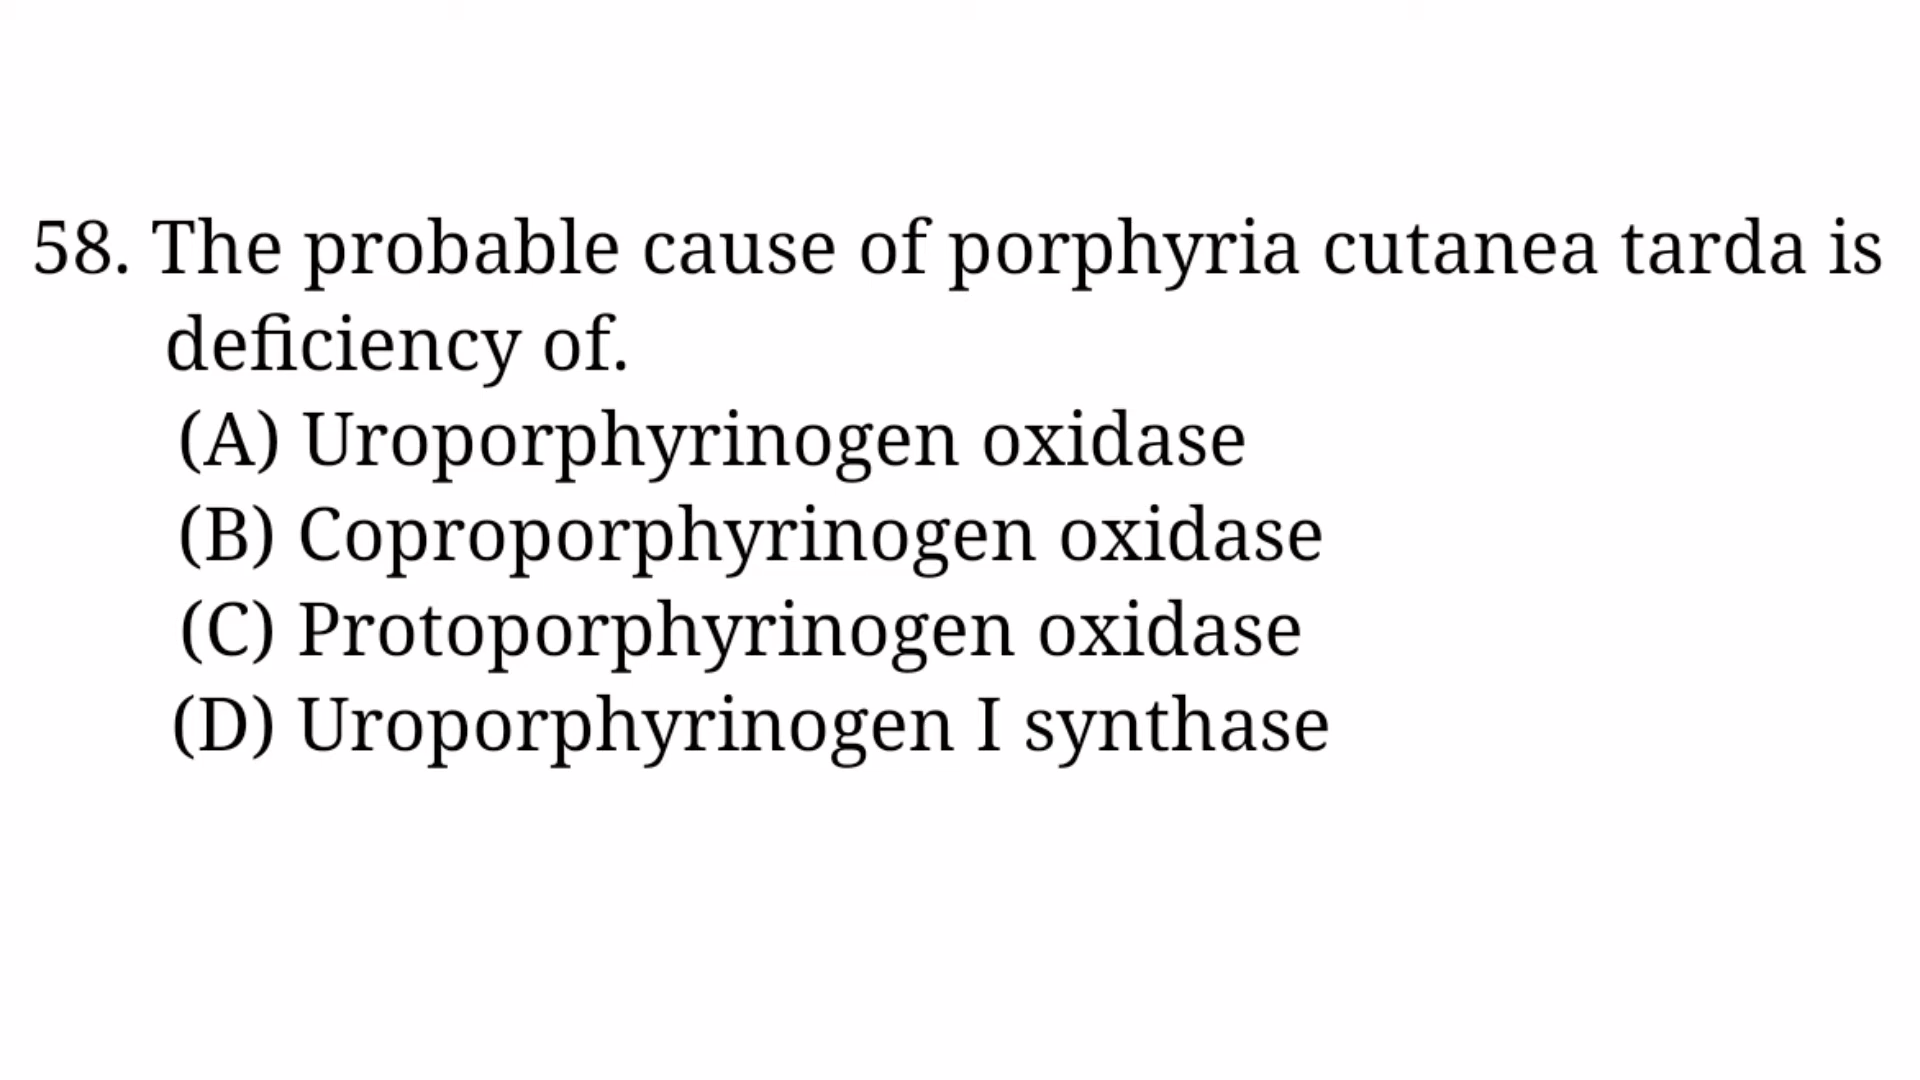 58. The probable cause of porphyria cutanea tarda is
deficiency of.
(A) Uroporphyrinogen oxidase
(B) Coproporphyrinogen oxidase
(C) Protoporphyrinogen oxidase
(D) Uroporphyrinogen I synthase